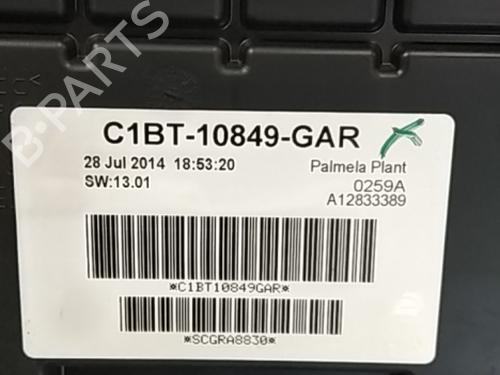 B-PARTS
C1BT-10849-GAR
28 Jul 2014 18:53:20
Palmela Plant
SW:13.01
0259A
A12833389
*C1BT10849GAR*
*SCGRA8830*